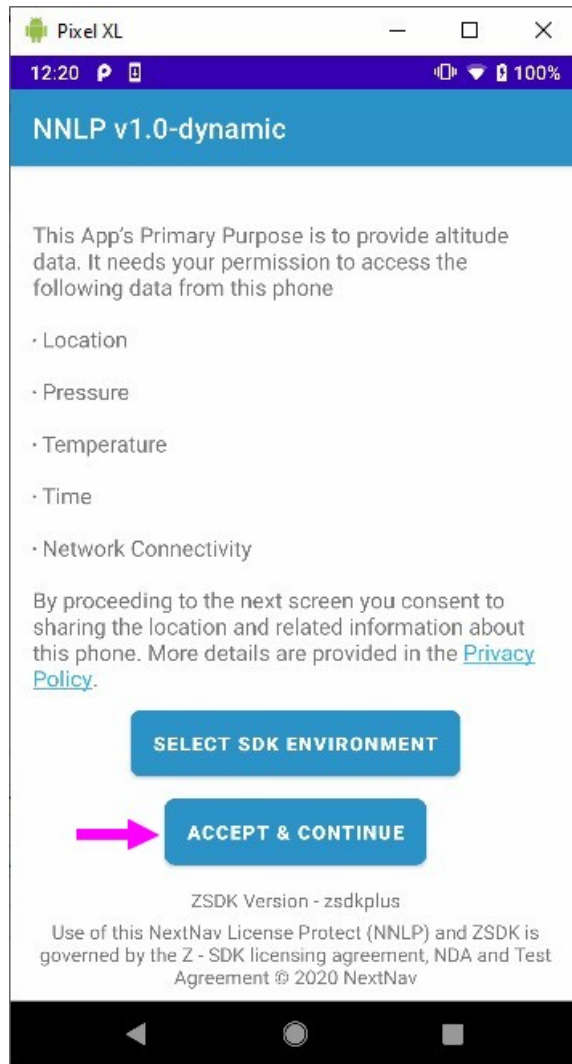 Pixel XL
12:20 100%
NNLP v1.0-dynamic
This App's Primary Purpose is to provide altitude
data. It needs your permission to access the
following data from this phone
· Location
· Pressure
· Temperature
· Time
· Network Connectivity
By proceeding to the next screen you consent to
sharing the location and related information about
this phone. More details are provided in the Privacy
Policy.
SELECT SDK ENVIRONMENT
ACCEPT & CONTINUE
ZSDK Version - zsdkplus
Use of this NextNav License Protect (NNLP) and ZSDK is
governed by the Z - SDK licensing agreement, NDA and Test
Agreement © 2020 NextNav